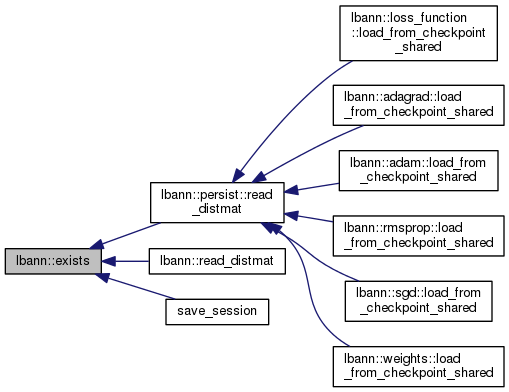 lbann::loss_function
::load_from_checkpoint
_shared
lbann::adagrad::load
_from_checkpoint_shared
lbann::adam::load_from
_checkpoint_shared
lbann::persist::read
_distmat
lbann::rmsprop::load
_from_checkpoint_shared
lbann::exists
lbann::read_distmat
save_session
lbann::sgd::load_from
_checkpoint_shared
lbann::weights::load
_from_checkpoint_shared